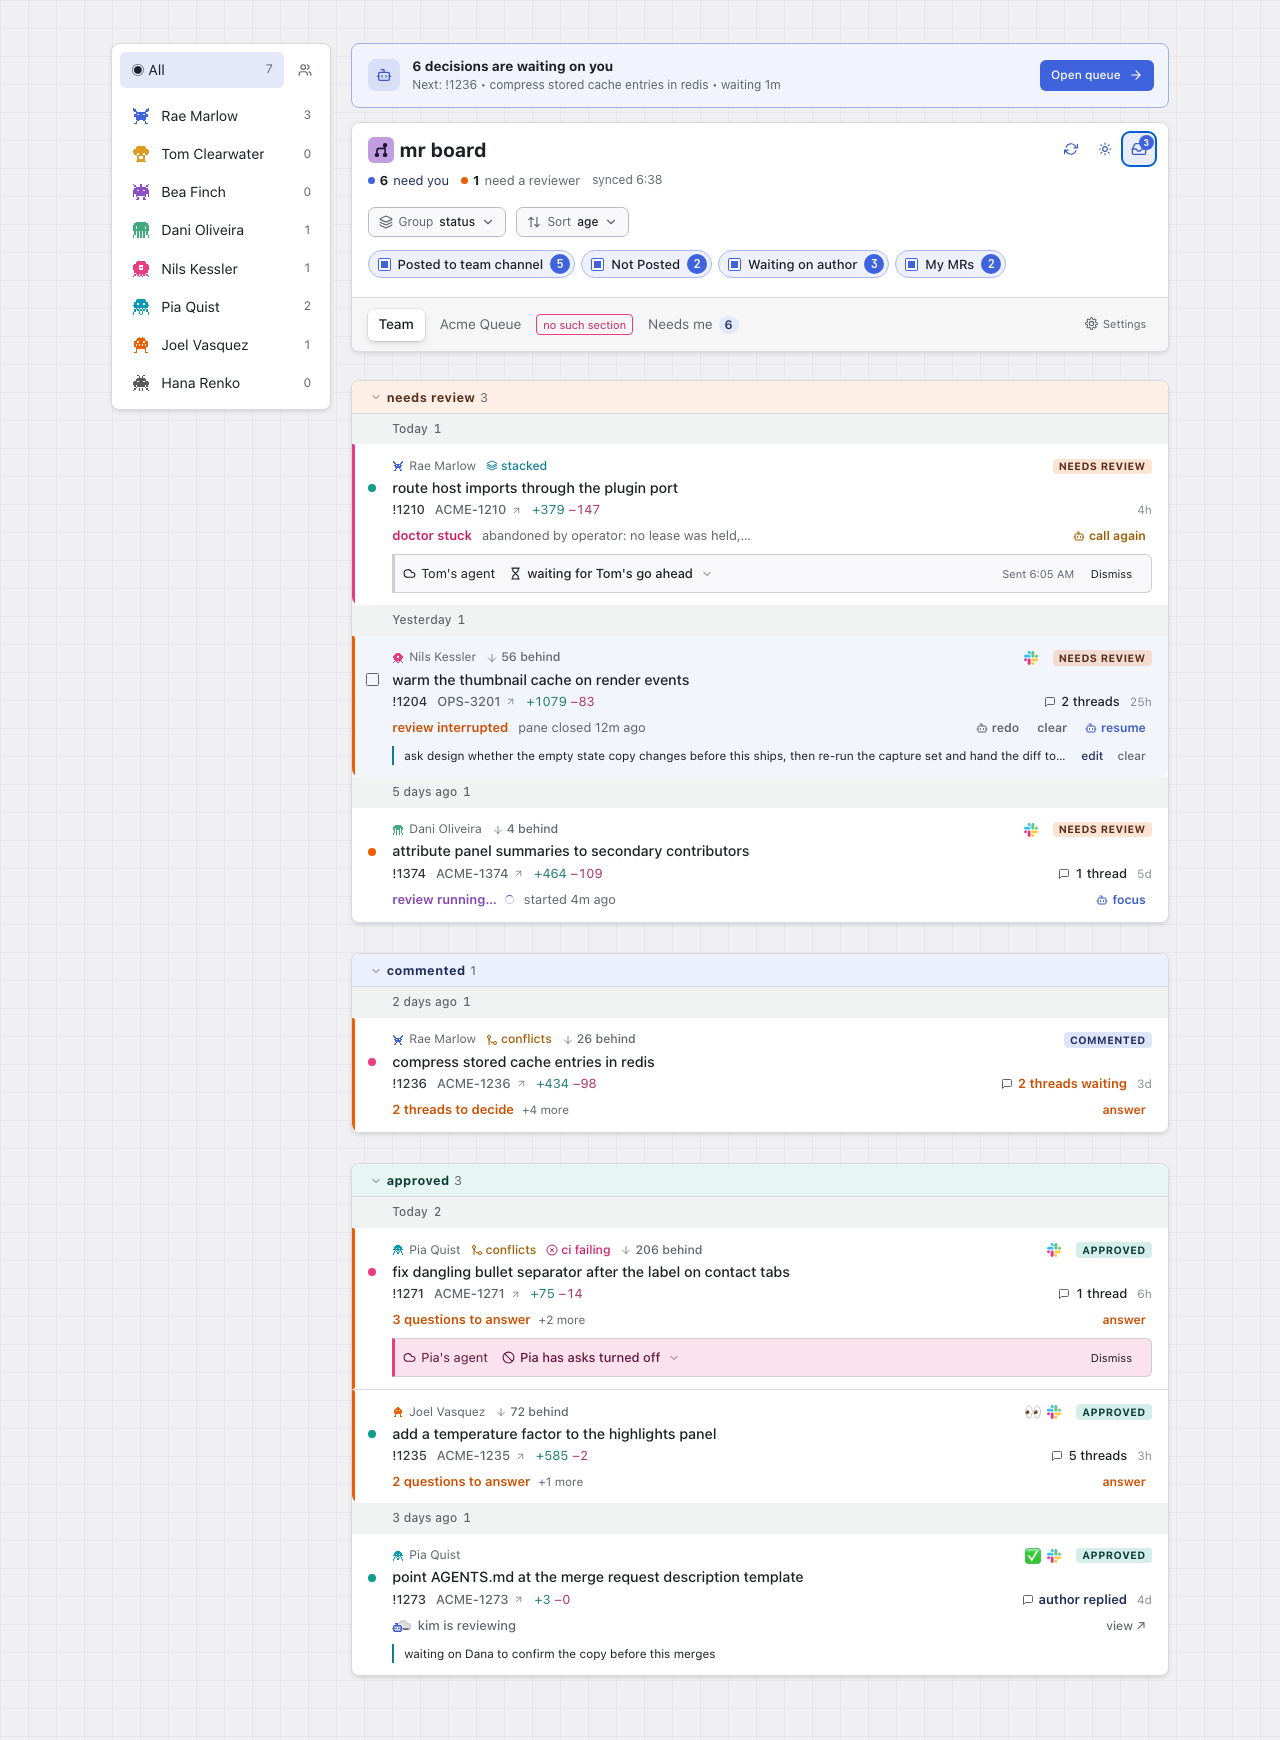 All 7
Rae Marlow 3
Tom Clearwater 0
Bea Finch 0
Dani Oliveira 1
Nils Kessler 1
Pia Quist 2
Joel Vasquez 1
Hana Renko 0
6 decisions are waiting on you
Next: !1236 • compress stored cache entries in redis • waiting 1m
Open queue →
mr board
3
6 need you 1 need a reviewer synced 6:38
Group status Sort age
Posted to team channel 5 Not Posted 2 Waiting on author 3 My MRs 2
Team Acme Queue no such section Needs me 6 Settings
needs review 3
Today 1
Rae Marlow stacked NEEDS REVIEW
route host imports through the plugin port
!1210 ACME-1210 ↗ +379 −147 4h
doctor stuck abandoned by operator: no lease was held,... call again
Tom's agent waiting for Tom's go ahead Sent 6:05 AM Dismiss
Yesterday 1
Nils Kessler ↓ 56 behind NEEDS REVIEW
warm the thumbnail cache on render events
!1204 OPS-3201 ↗ +1079 −83 2 threads 25h
review interrupted pane closed 12m ago redo clear resume
ask design whether the empty state copy changes before this ships, then re-run the capture set and hand the diff to... edit clear
5 days ago 1
Dani Oliveira ↓ 4 behind NEEDS REVIEW
attribute panel summaries to secondary contributors
!1374 ACME-1374 ↗ +464 −109 1 thread 5d
review running... started 4m ago focus
commented 1
2 days ago 1
Rae Marlow conflicts ↓ 26 behind COMMENTED
compress stored cache entries in redis
!1236 ACME-1236 ↗ +434 −98 2 threads waiting 3d
2 threads to decide +4 more answer
approved 3
Today 2
Pia Quist conflicts ci failing ↓ 206 behind APPROVED
fix dangling bullet separator after the label on contact tabs
!1271 ACME-1271 ↗ +75 −14 1 thread 6h
3 questions to answer +2 more answer
Pia's agent Pia has asks turned off Dismiss
Joel Vasquez ↓ 72 behind APPROVED
add a temperature factor to the highlights panel
!1235 ACME-1235 ↗ +585 −2 5 threads 3h
2 questions to answer +1 more answer
3 days ago 1
Pia Quist APPROVED
point AGENTS.md at the merge request description template
!1273 ACME-1273 ↗ +3 −0 author replied 4d
kim is reviewing view ↗
waiting on Dana to confirm the copy before this merges